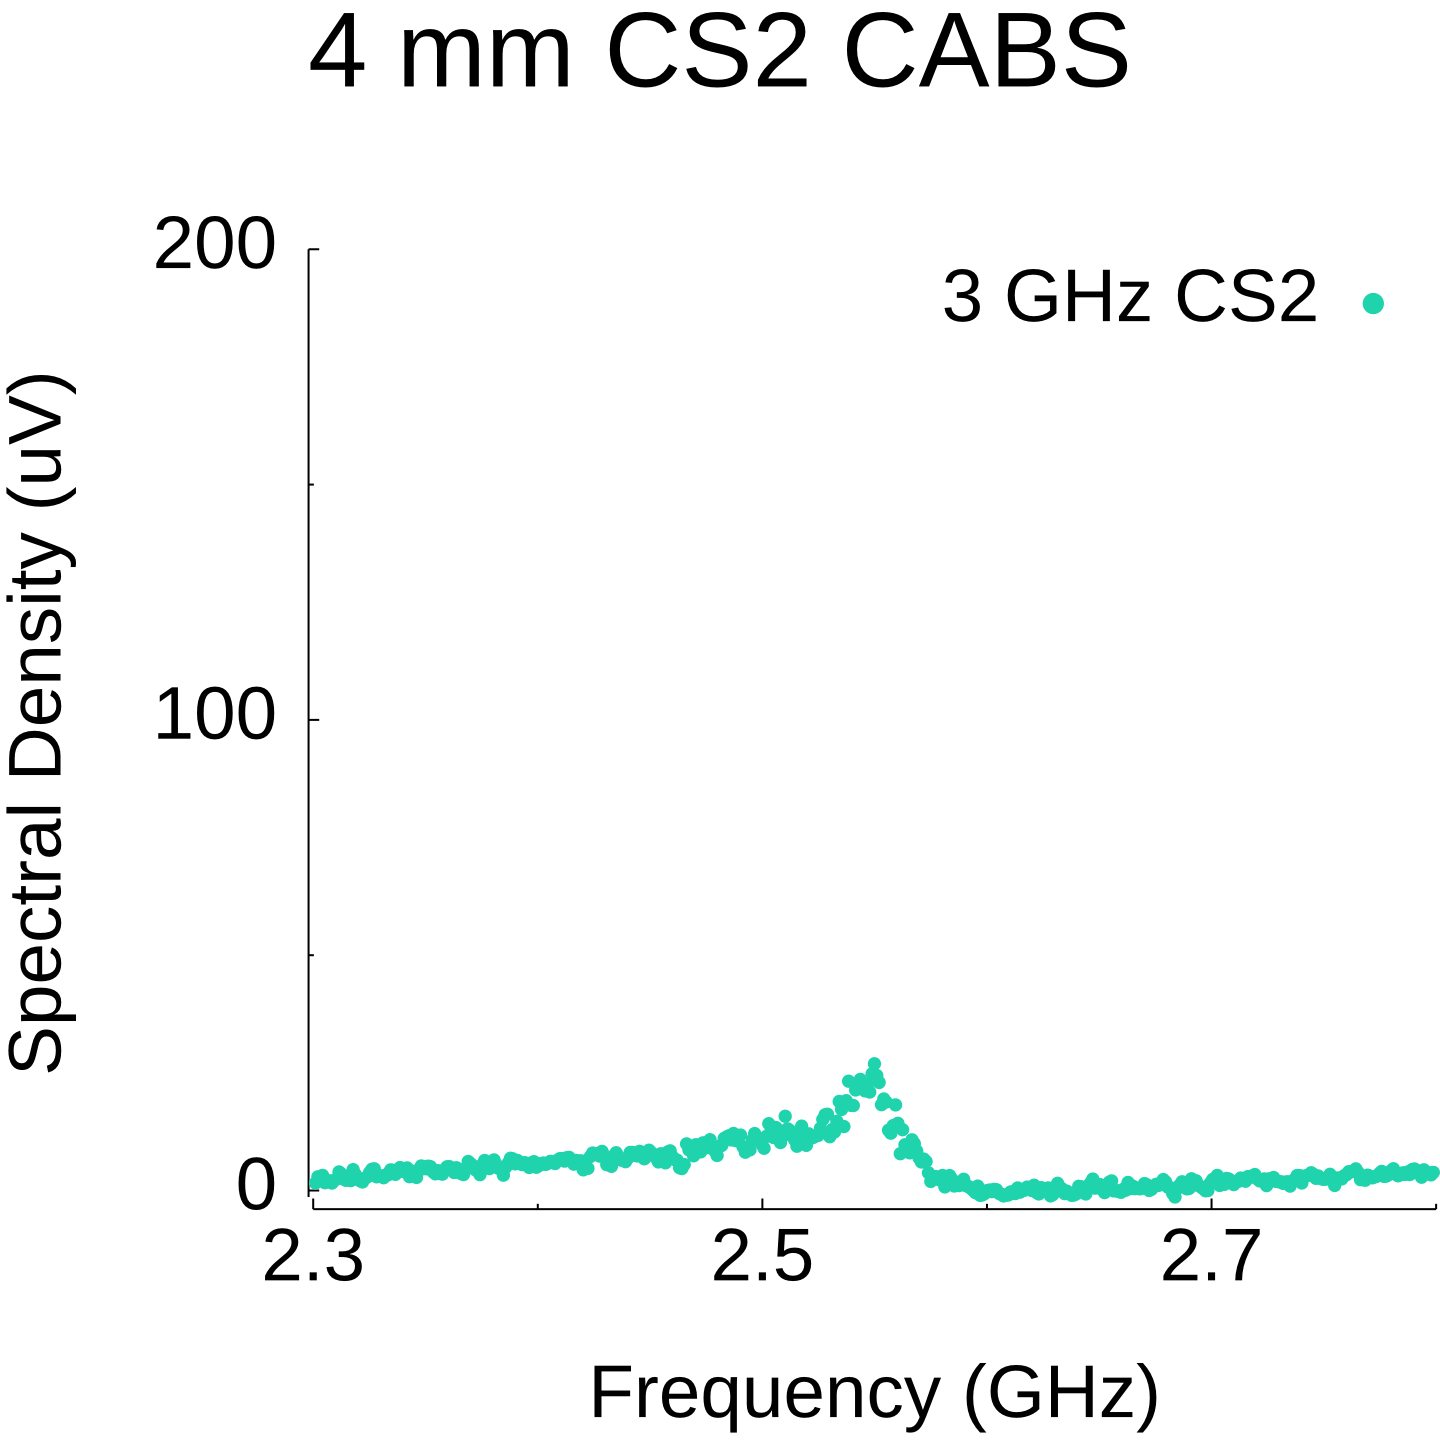 4 mm CS2 CABS
200
3 GHz CS2
Spectral Density (uV)
100
0
2.3 2.5 2.7
Frequency (GHz)